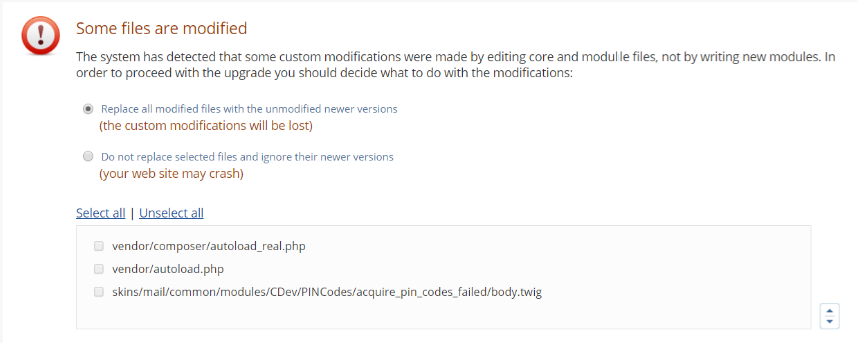 Some files are modified
The system has detected that some custom modifications were made by editing core and modulle files, not by writing new modules. In
order to proceed with the upgrade you should decide what to do with the modifications:
Replace all modified files with the unmodified newer versions
(the custom modifications will be lost)
Do not replace selected files and ignore their newer versions
(your web site may crash)
Select all | Unselect all
vendor/composer/autoload_real.php
vendor/autoload.php
skins/mail/common/modules/CDev/PINCodes/acquire_pin_codes_failed/body.twig